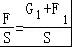 F/S = G₁+F₁/S